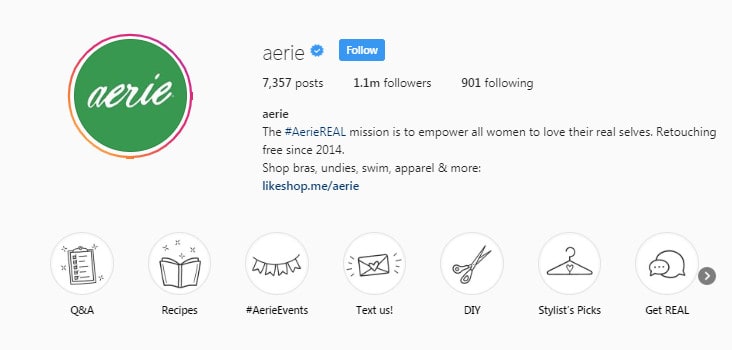 aerie
aerie Follow
7,357 posts 1.1m followers 901 following
aerie
The #AerieREAL mission is to empower all women to love their real selves. Retouching
free since 2014.
Shop bras, undies, swim, apparel & more:
likeshop.me/aerie
Q&A Recipes #AerieEvents Text us! DIY Stylist's Picks Get REAL